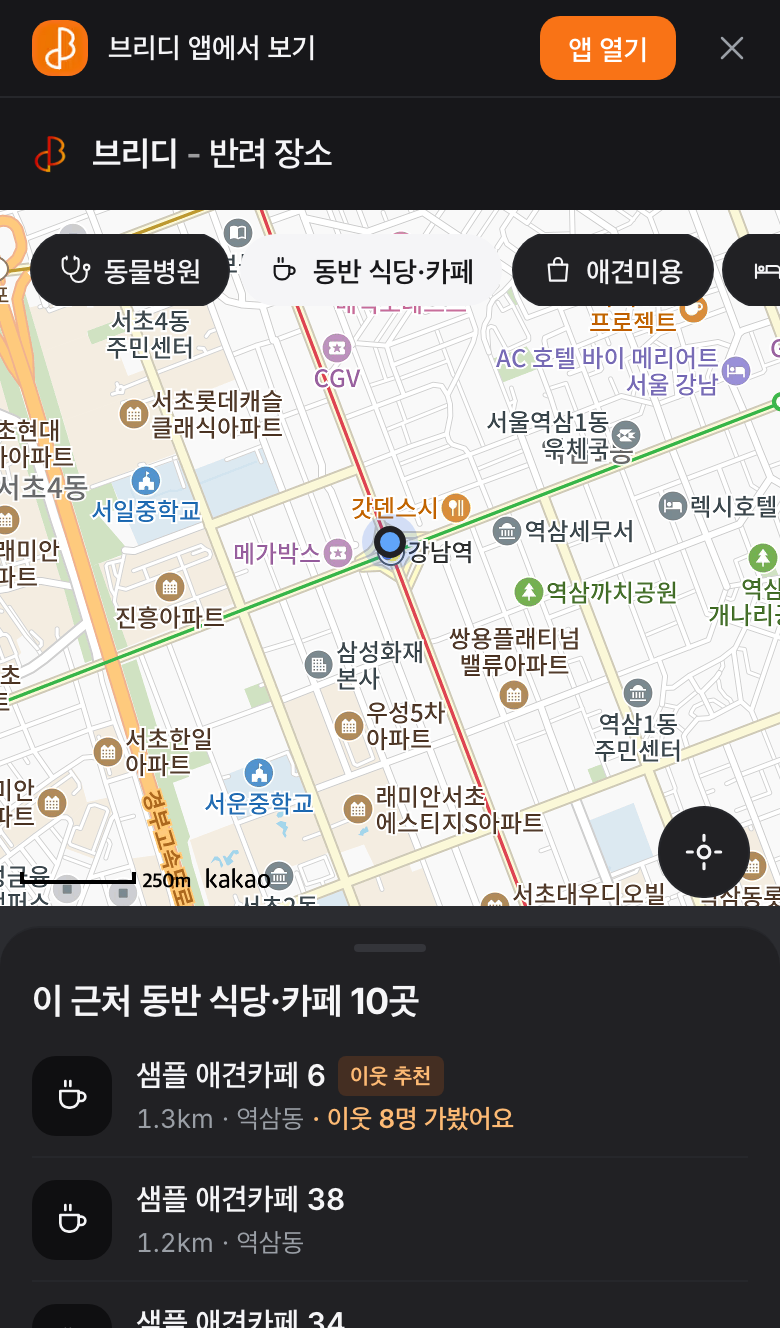 브리디 앱에서 보기
앱 열기
브리디 - 반려 장소
동물병원
동반 식당·카페
애견미용
서초4동
주민센터
프로젝트
CGV
AC 호텔 바이 메리어트
서울 강남
서초롯데캐슬
클래식아파트
서울역삼1동
우체국
초현대
아파트
서초4동
서일중학교
갓덴스시
렉시호텔
역삼세무서
메가박스
강남역
래미안
파트
진흥아파트
역삼까치공원
역삼
개나리공
쌍용플래티넘
밸류아파트
삼성화재
본사
초
트
우성5차
아파트
역삼1동
주민센터
서초한일
아파트
서운중학교
래미안서초
에스티지S아파트
미안
파트
경부고속도로
250m
kakao
서초2동
서초대우디오빌
이 근처 동반 식당·카페 10곳
샘플 애견카페 6
이웃 추천
1.3km · 역삼동 · 이웃 8명 가봤어요
샘플 애견카페 38
1.2km · 역삼동
샘플 애견카페 34